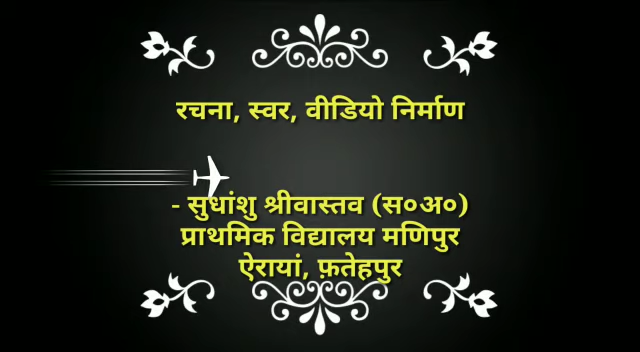 रचना, स्वर, वीडियो निर्माण
- सुधांशु श्रीवास्तव (स०अ०)
प्राथमिक विद्यालय मणिपुर
ऐरायां, फ़तेहपुर